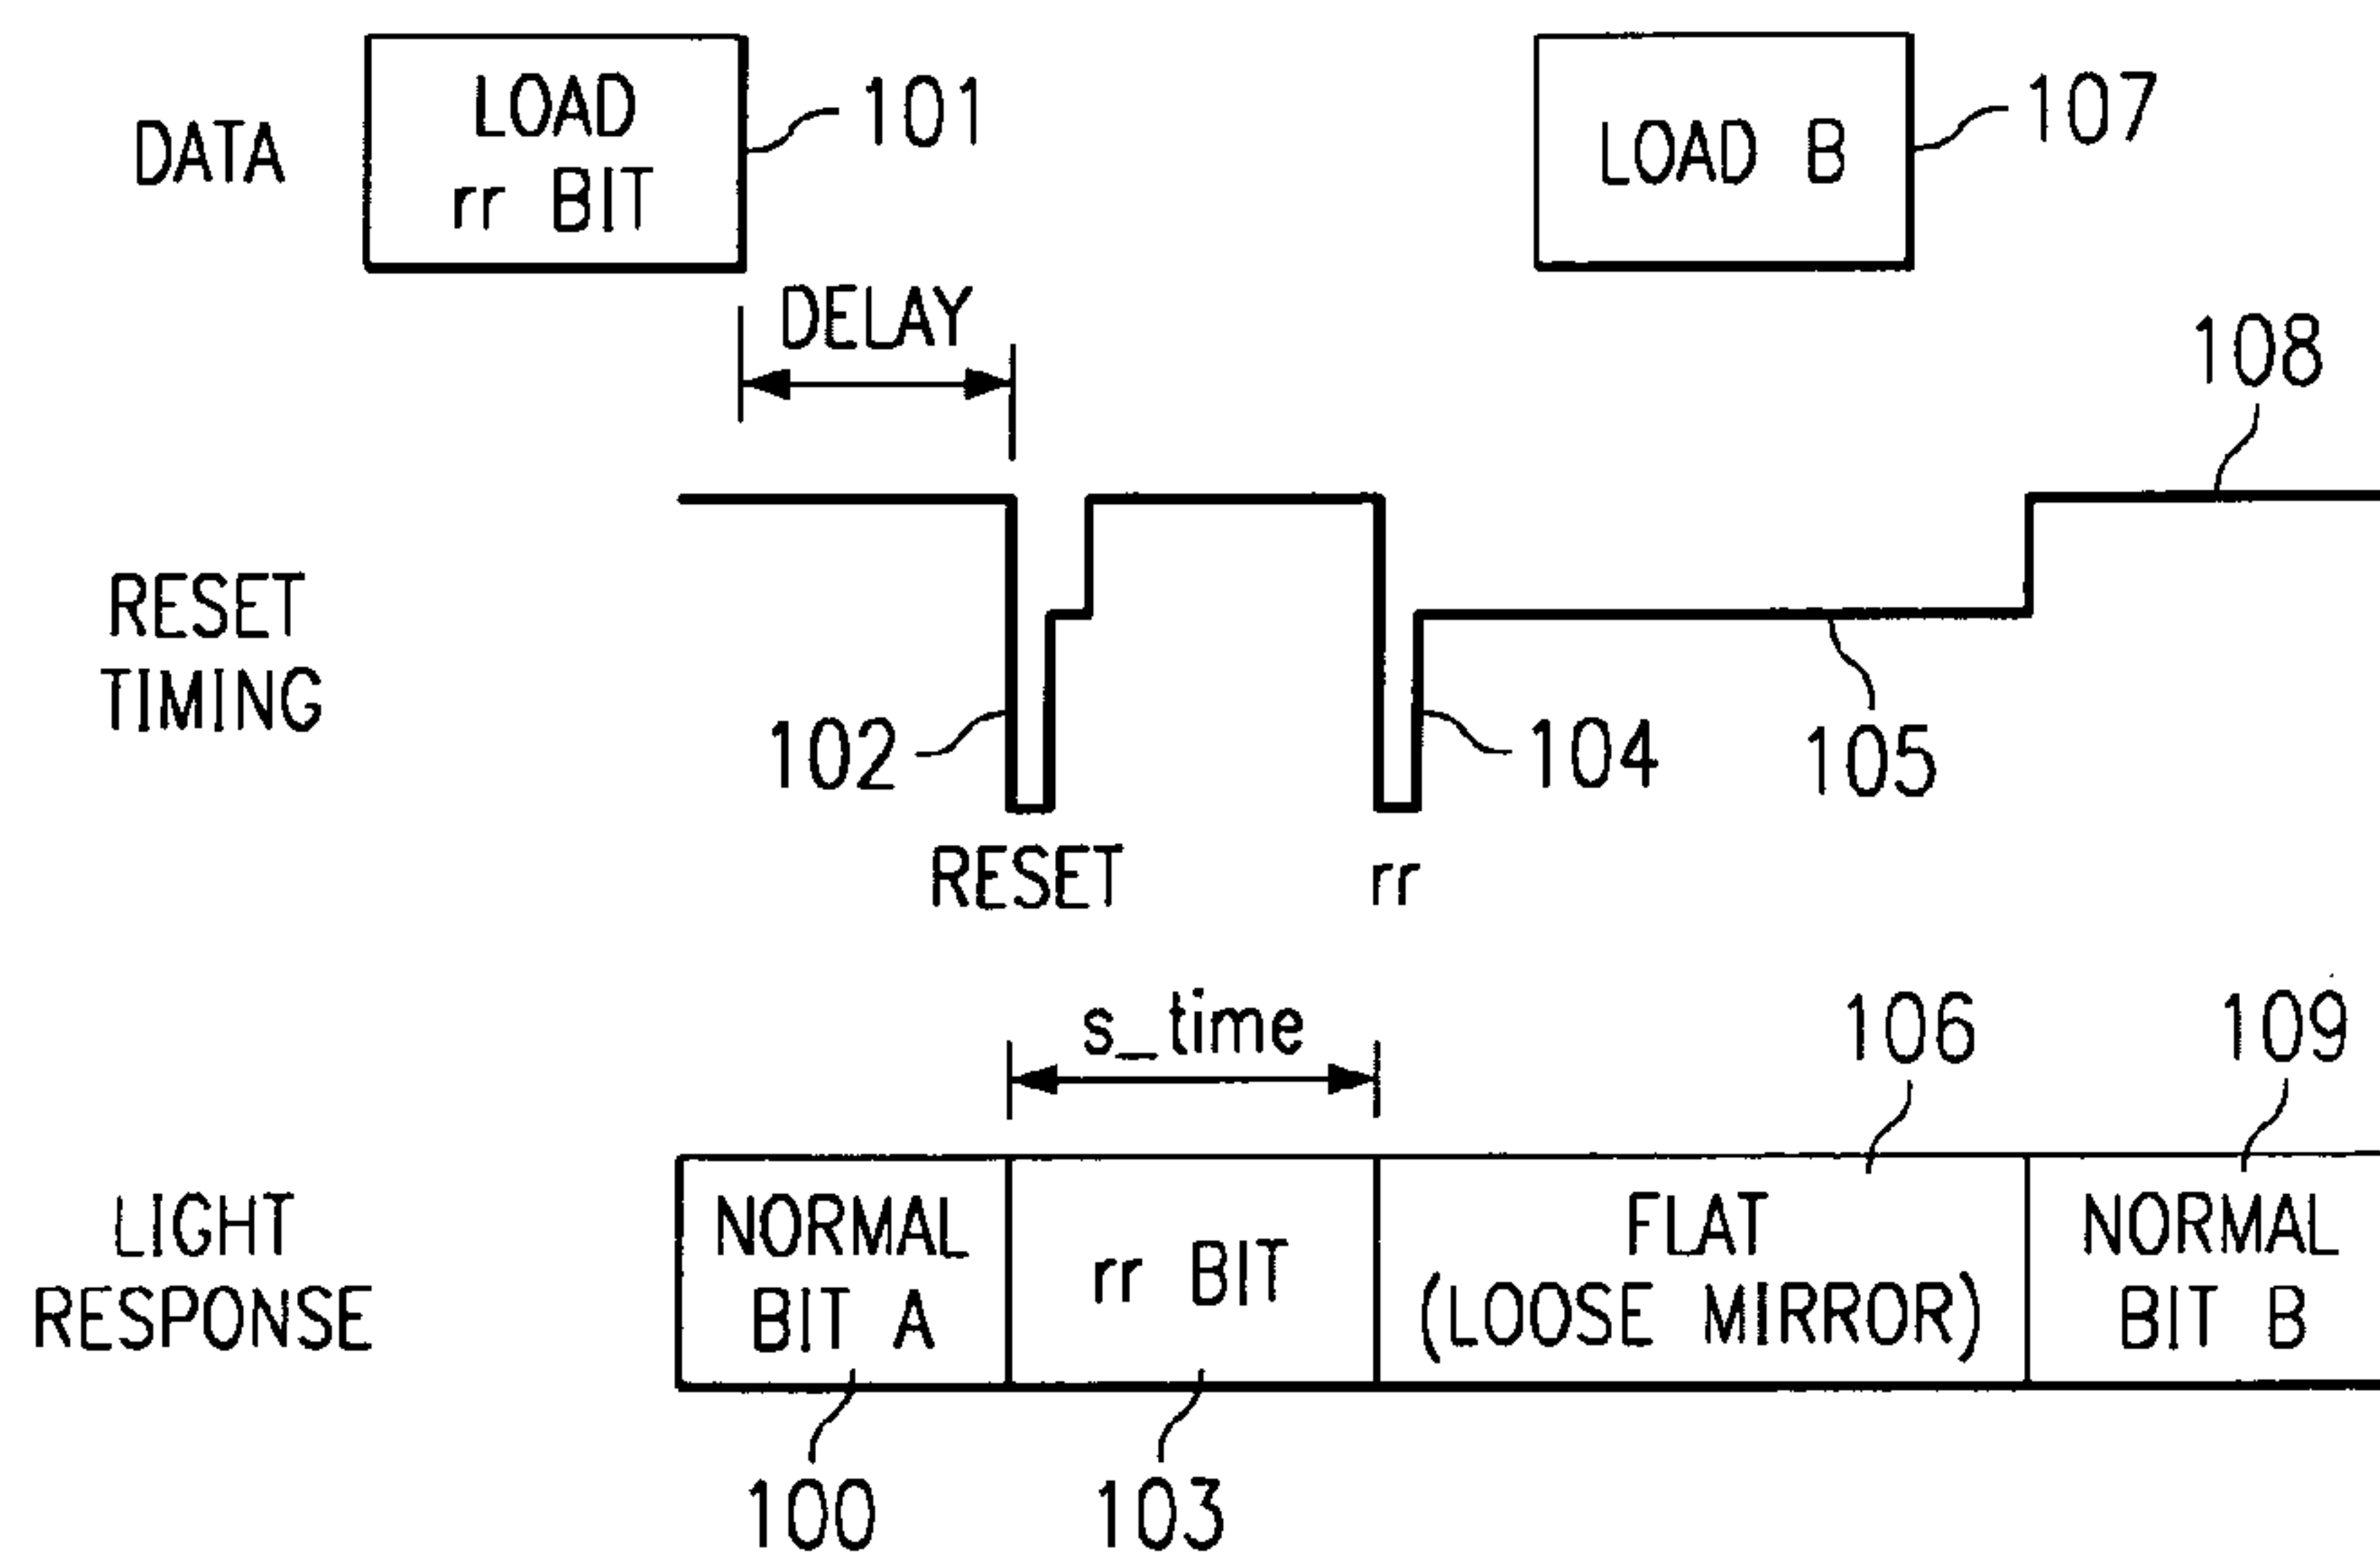 DATA
LOAD
rr BIT
101
LOAD B
107
DELAY
108
RESET
TIMING
102
104
105
RESET
rr
s_time
106
109
LIGHT
RESPONSE
NORMAL
BIT A
rr BIT
FLAT
(LOOSE MIRROR)
NORMAL
BIT B
100
103